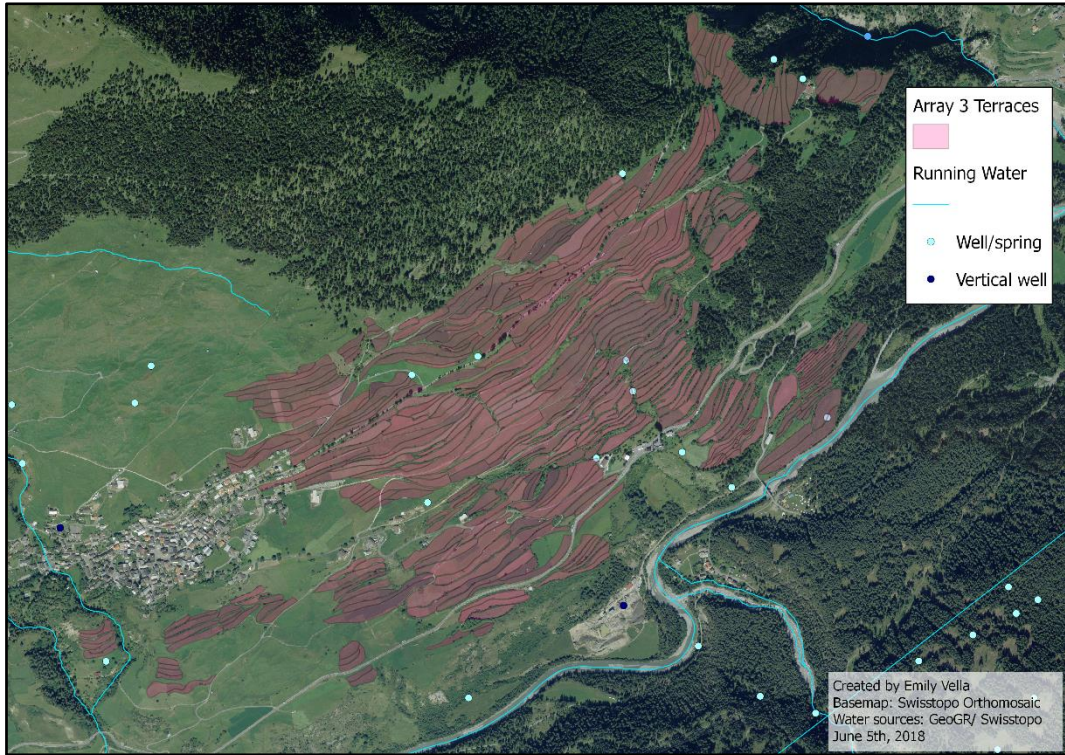 Array 3 Terraces
Running Water
Well/spring
Vertical well
Created by Emily Vella
Basemap: Swisstopo Orthomosaic
Water sources: GeoGR/ Swisstopo
June 5th, 2018